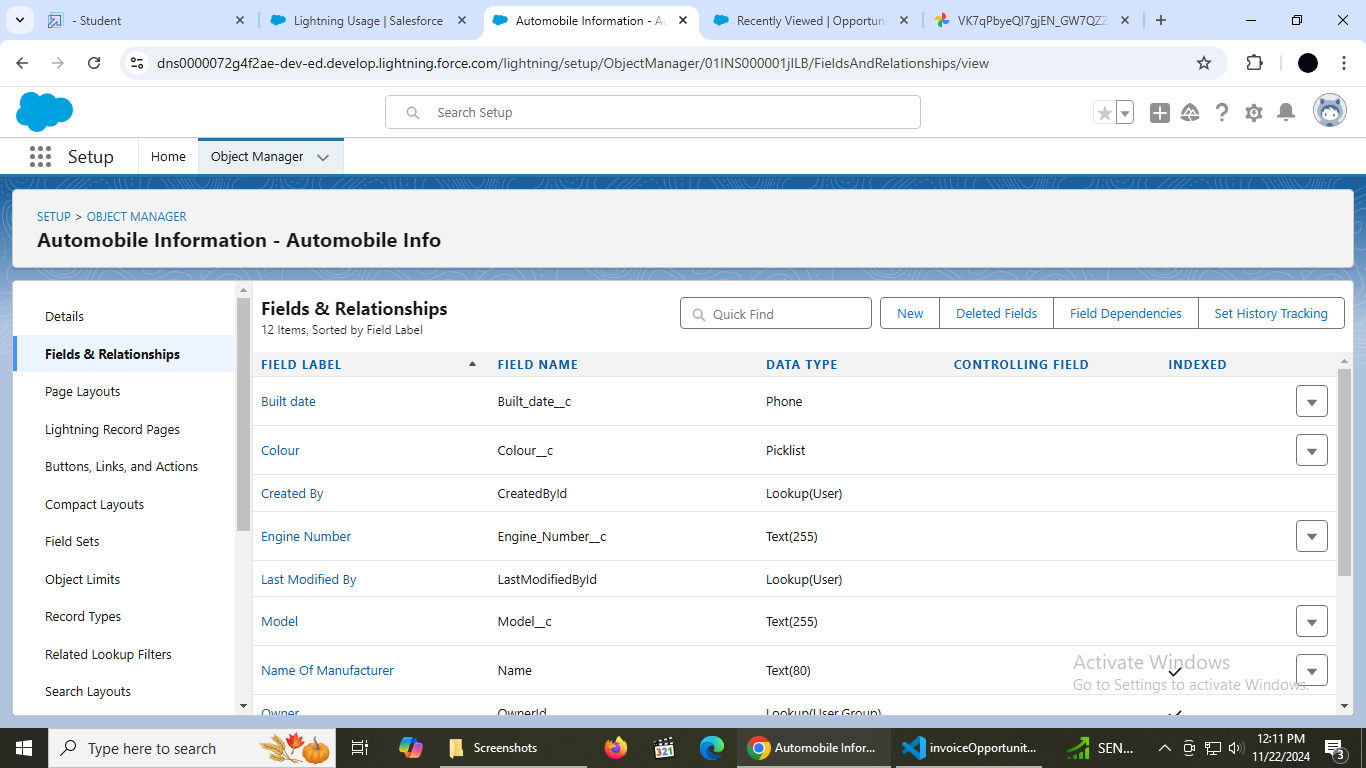 - Student
Lightning Usage | Salesforce
Automobile Information - Au
Recently Viewed | Opportuni
VK7qPbyeQI7gjEN_GW7QZZ
dns0000072g4f2ae-dev-ed.develop.lightning.force.com/lightning/setup/ObjectManager/01INS000001jILB/FieldsAndRelationships/view
Search Setup
Setup
Home
Object Manager
SETUP > OBJECT MANAGER
Automobile Information - Automobile Info
Details
Fields & Relationships
Page Layouts
Lightning Record Pages
Buttons, Links, and Actions
Compact Layouts
Field Sets
Object Limits
Record Types
Related Lookup Filters
Search Layouts
Fields & Relationships
12 Items, Sorted by Field Label
Quick Find
New
Deleted Fields
Field Dependencies
Set History Tracking
FIELD LABEL FIELD NAME DATA TYPE CONTROLLING FIELD INDEXED
Built date Built_date__c Phone
Colour Colour__c Picklist
Created By CreatedById Lookup(User)
Engine Number Engine_Number__c Text(255)
Last Modified By LastModifiedById Lookup(User)
Model Model__c Text(255)
Name Of Manufacturer Name Text(80)
Owner OwnerId Lookup(User,Group)
Activate Windows
Go to Settings to activate Windows.
Type here to search
Screenshots
321
Automobile Infor...
invoiceOpportunit...
SEN...
12:11 PM
11/22/2024
3